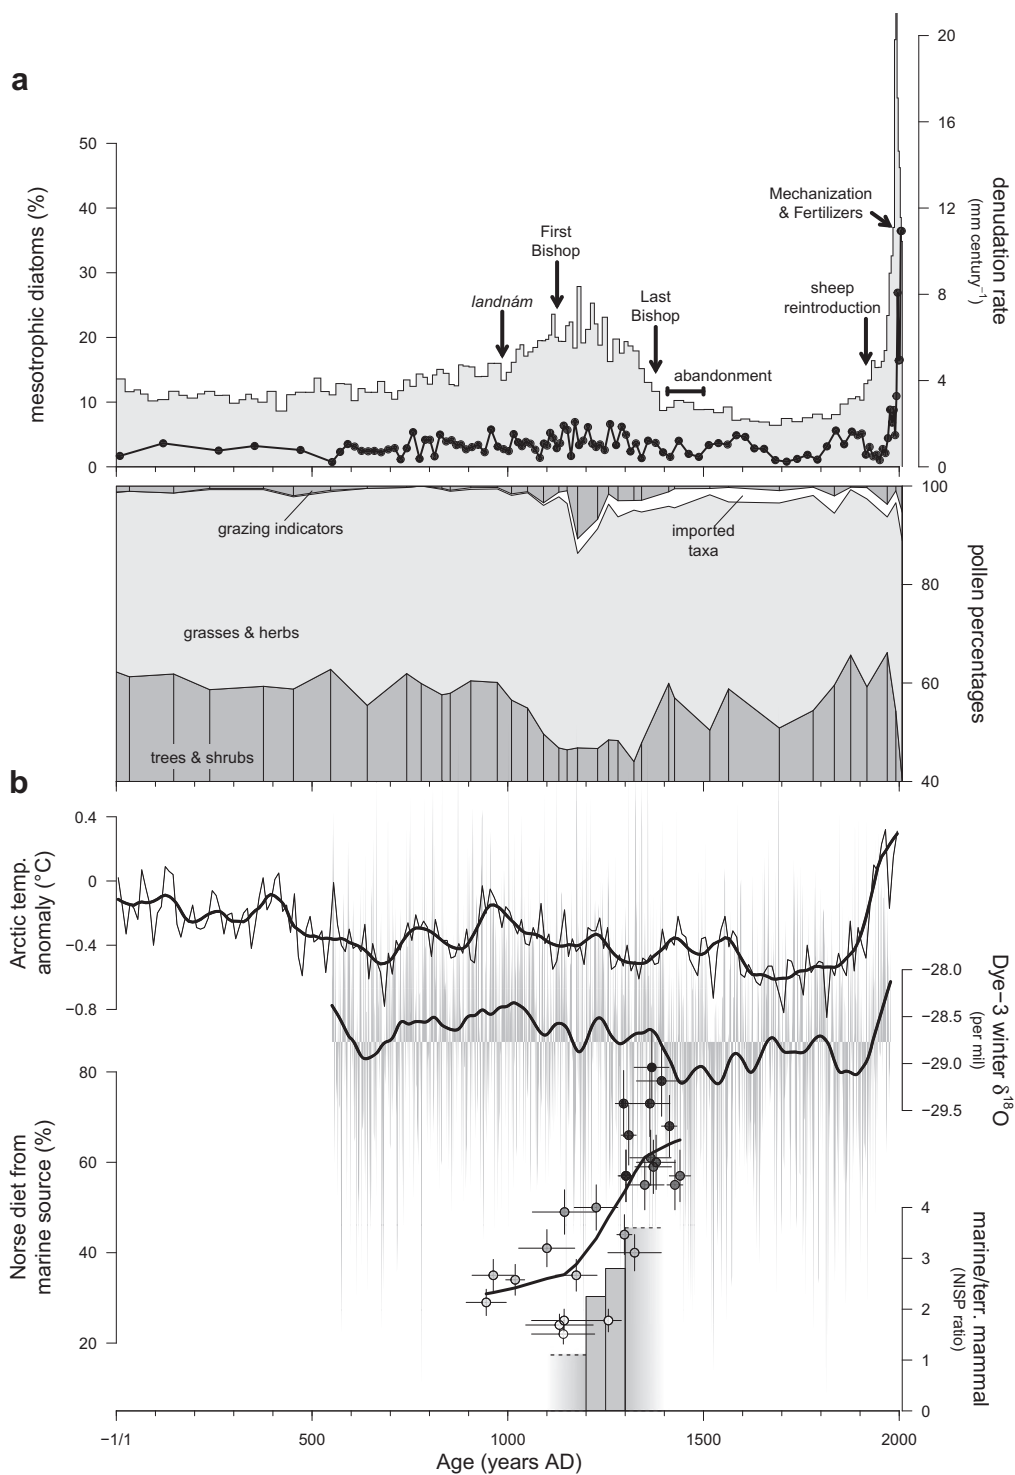 a
50
40
30
20
10
0
mesotrophic diatoms (%)
20
16
12
8
4
0
denudation rate
(mm century⁻¹)
Mechanization
& Fertilizers
First
Bishop
landnám
Last
Bishop
sheep
reintroduction
abandonment
grazing indicators
imported
taxa
grasses & herbs
trees & shrubs
100
80
60
40
pollen percentages
b
0.4
0
−0.4
−0.8
Arctic temp.
anomaly (°C)
−28.0
−28.5
−29.0
−29.5
Dye−3 winter δ¹⁸O
(per mil)
80
60
40
20
Norse diet from
marine source (%)
4
3
2
1
0
marine/terr. mammal
(NISP ratio)
−1/1
500
1000
1500
2000
Age (years AD)